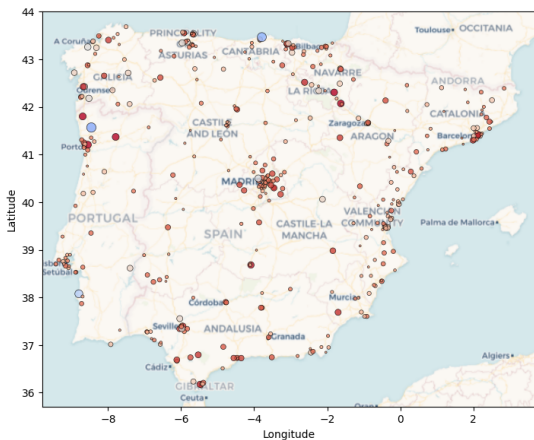 44
43
42
41
40
39
38
37
36
Latitude
Toulouse
OCCITANIA
A Coruña
PRINCIPALITY
ASTURIAS
CANTABRIA
Bilbao
GALICIA
Ourense
NAVARRE
LA RIOJA
ANDORRA
CASTILE
AND LEÓN
Zaragoza
CATALONIA
Barcelona
ARAGON
Porto
MADRID
PORTUGAL
SPAIN
CASTILE-LA
MANCHA
VALENCIAN
COMMUNITY
Palma de Mallorca
Setúbal
Córdoba
Murcia
Seville
ANDALUSIA
Granada
Cádiz
GIBRALTAR
Ceuta
Algiers
Oran
−8
−6
−4
−2
0
2
Longitude